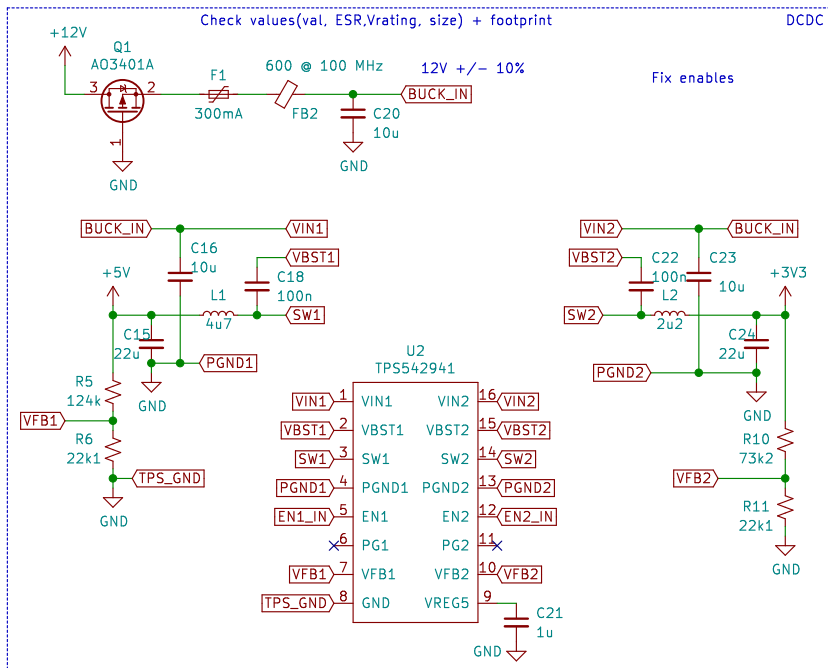 Check values(val, ESR,Vrating, size) + footprint
DCDC
+12V
Q1
AO3401A
3
2
1
GND
F1
300mA
600 @ 100 MHz
FB2
12V +/- 10%
BUCK_IN
C20
10u
GND
Fix enables
BUCK_IN
VIN1
C16
10u
VBST1
C18
100n
+5V
L1
4u7
SW1
C15
22u
PGND1
GND
R5
124k
VFB1
R6
22k1
TPS_GND
GND
VIN2
BUCK_IN
VBST2
C22
100n
C23
10u
+3V3
SW2
L2
2u2
C24
22u
PGND2
GND
R10
73k2
VFB2
R11
22k1
GND
U2
TPS542941
VIN1 1 VIN1 VIN2 16 VIN2
VBST1 2 VBST1 VBST2 15 VBST2
SW1 3 SW1 SW2 14 SW2
PGND1 4 PGND1 PGND2 13 PGND2
EN1_IN 5 EN1 EN2 12 EN2_IN
6 PG1 PG2 11
VFB1 7 VFB1 VFB2 10 VFB2
TPS_GND 8 GND VREG5 9
C21
1u
GND